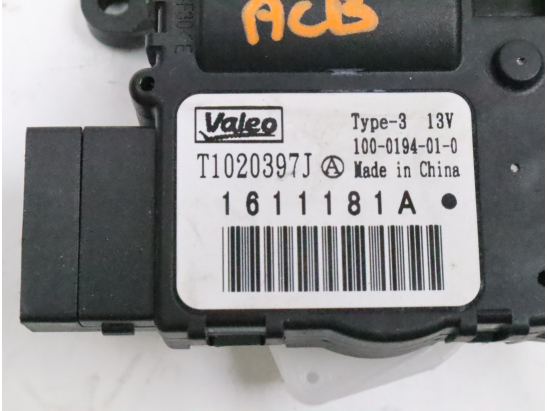 ACB
Valeo
Type-3 13V
100-0194-01-0
T1020397J Ⓐ Made in China
1611181A ●